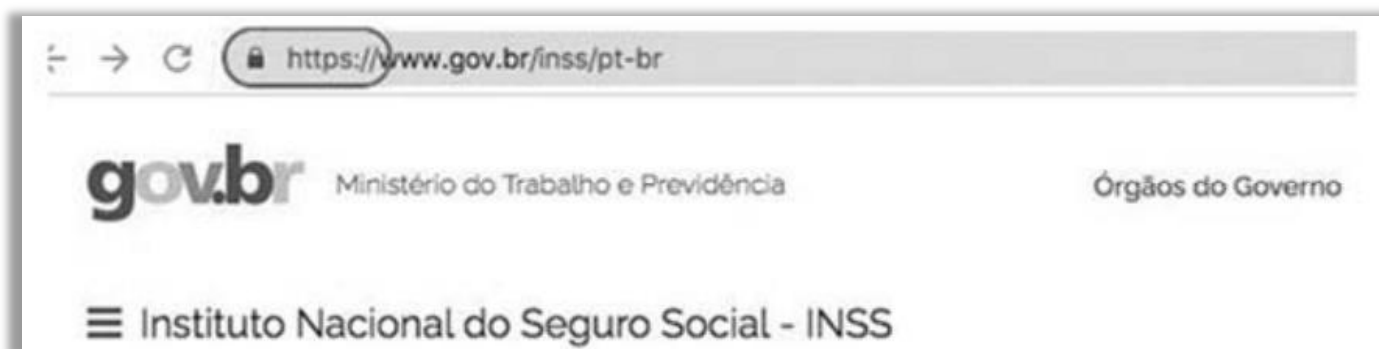 https://www.gov.br/inss/pt-br
gov.br Ministério do Trabalho e Previdência Órgãos do Governo
Instituto Nacional do Seguro Social - INSS